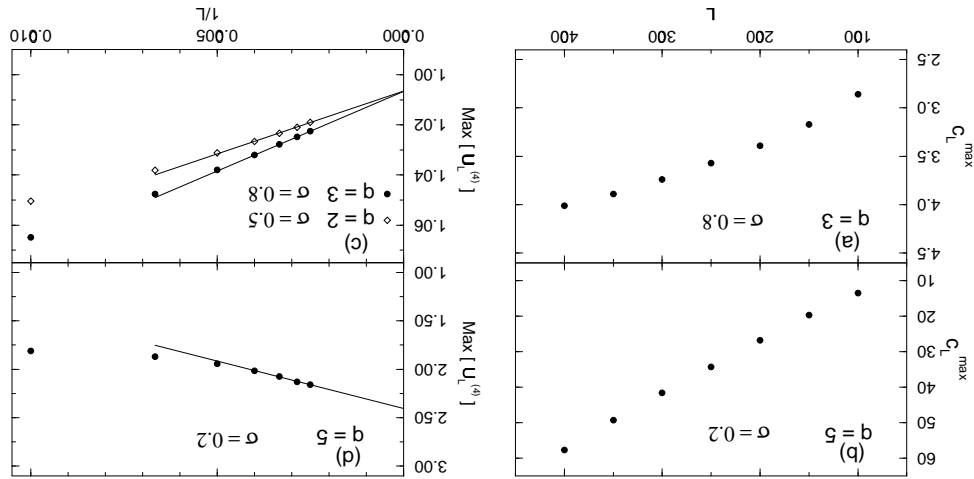 C_L^max
60
50
40
30
20
10
(b)
q = 5 σ = 0.2
Max [ U_L^(4) ]
3.00
2.50
2.00
1.50
1.00
(d)
q = 5 σ = 0.2
C_L^max
4.5
4.0
3.5
3.0
2.5
(a)
q = 3 σ = 0.8
100 200 300 400
L
Max [ U_L^(4) ]
1.06
1.04
1.02
1.00
(c)
q = 2 σ = 0.5
q = 3 σ = 0.8
0.000 0.005 0.010
1/L